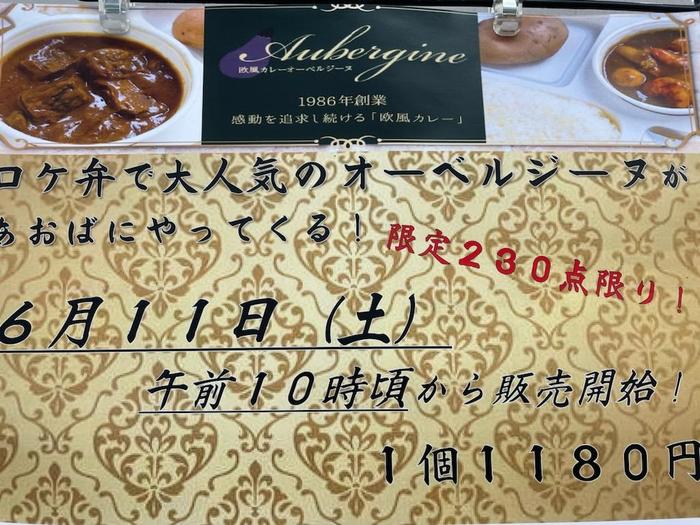 Aubergine
欧風カレーオーベルジーヌ
1986年創業
感動を追求し続ける「欧風カレー」
ロケ弁で大人気のオーベルジーヌが
あおばにやってくる！
限定230点限り！
6月11日（土）
午前10時頃から販売開始！
1個1180円